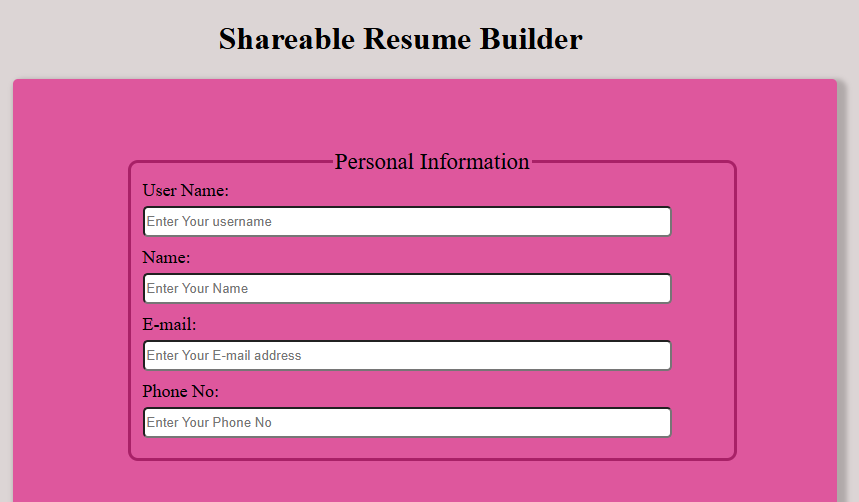 Shareable Resume Builder
Personal Information
User Name:
Enter Your username
Name:
Enter Your Name
E-mail:
Enter Your E-mail address
Phone No:
Enter Your Phone No